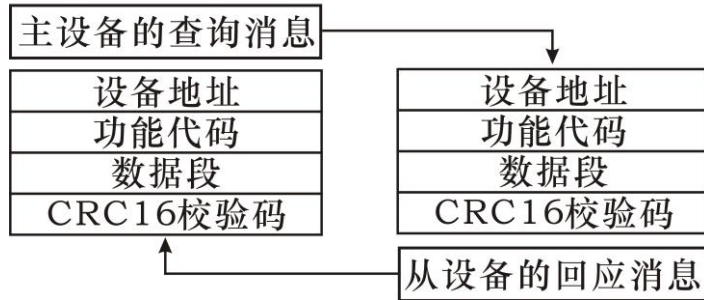 主设备的查询消息
设备地址
功能代码
数据段
CRC16校验码
设备地址
功能代码
数据段
CRC16校验码
从设备的回应消息